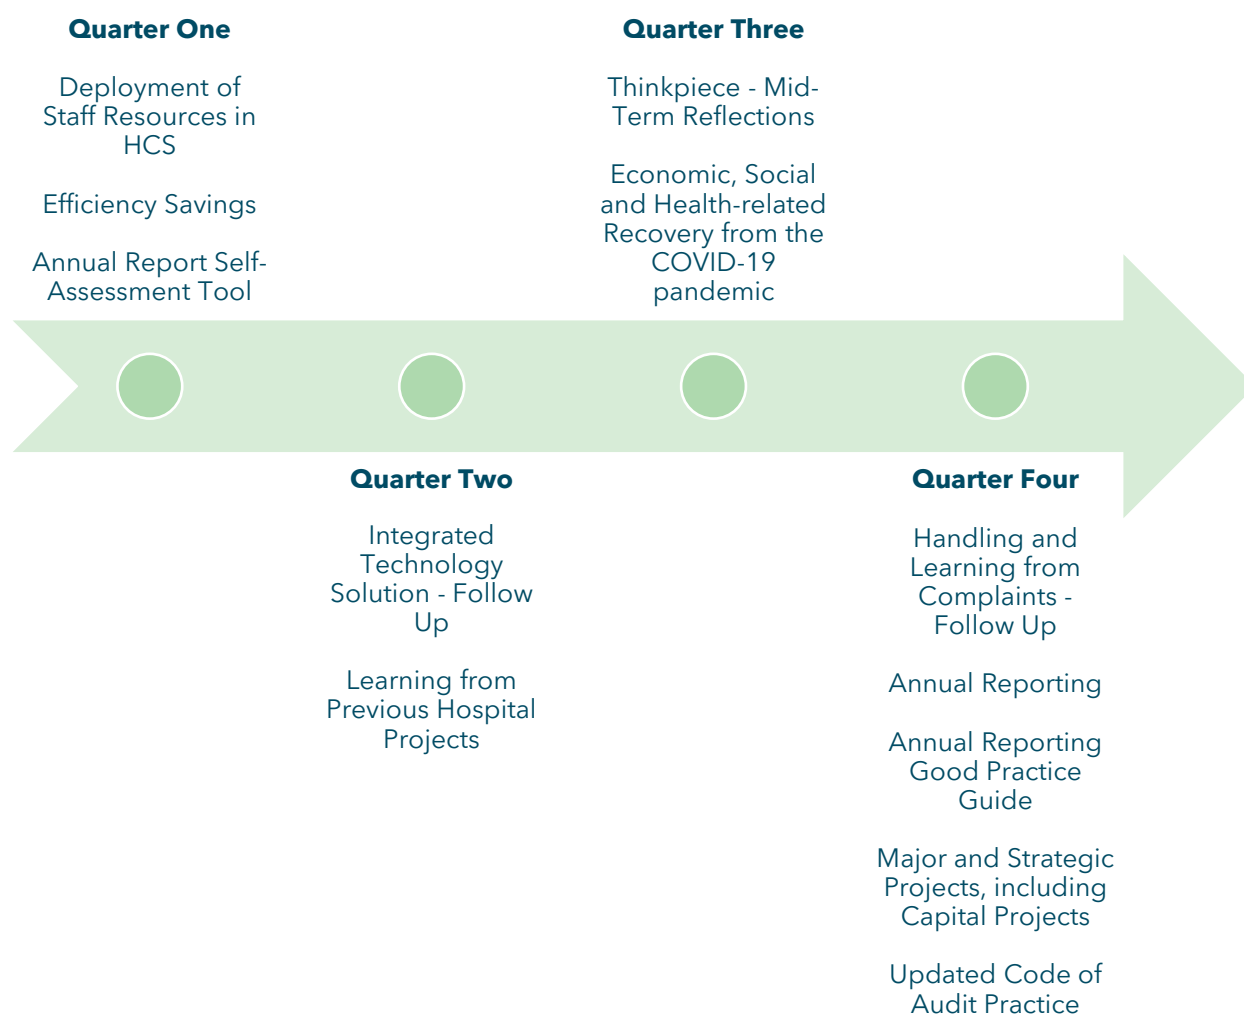 Quarter One
Deployment of
Staff Resources in
HCS
Efficiency Savings
Annual Report Self-
Assessment Tool
Quarter Three
Thinkpiece - Mid-
Term Reflections
Economic, Social
and Health-related
Recovery from the
COVID-19
pandemic
Quarter Two
Integrated
Technology
Solution - Follow
Up
Learning from
Previous Hospital
Projects
Quarter Four
Handling and
Learning from
Complaints -
Follow Up
Annual Reporting
Annual Reporting
Good Practice
Guide
Major and Strategic
Projects, including
Capital Projects
Updated Code of
Audit Practice